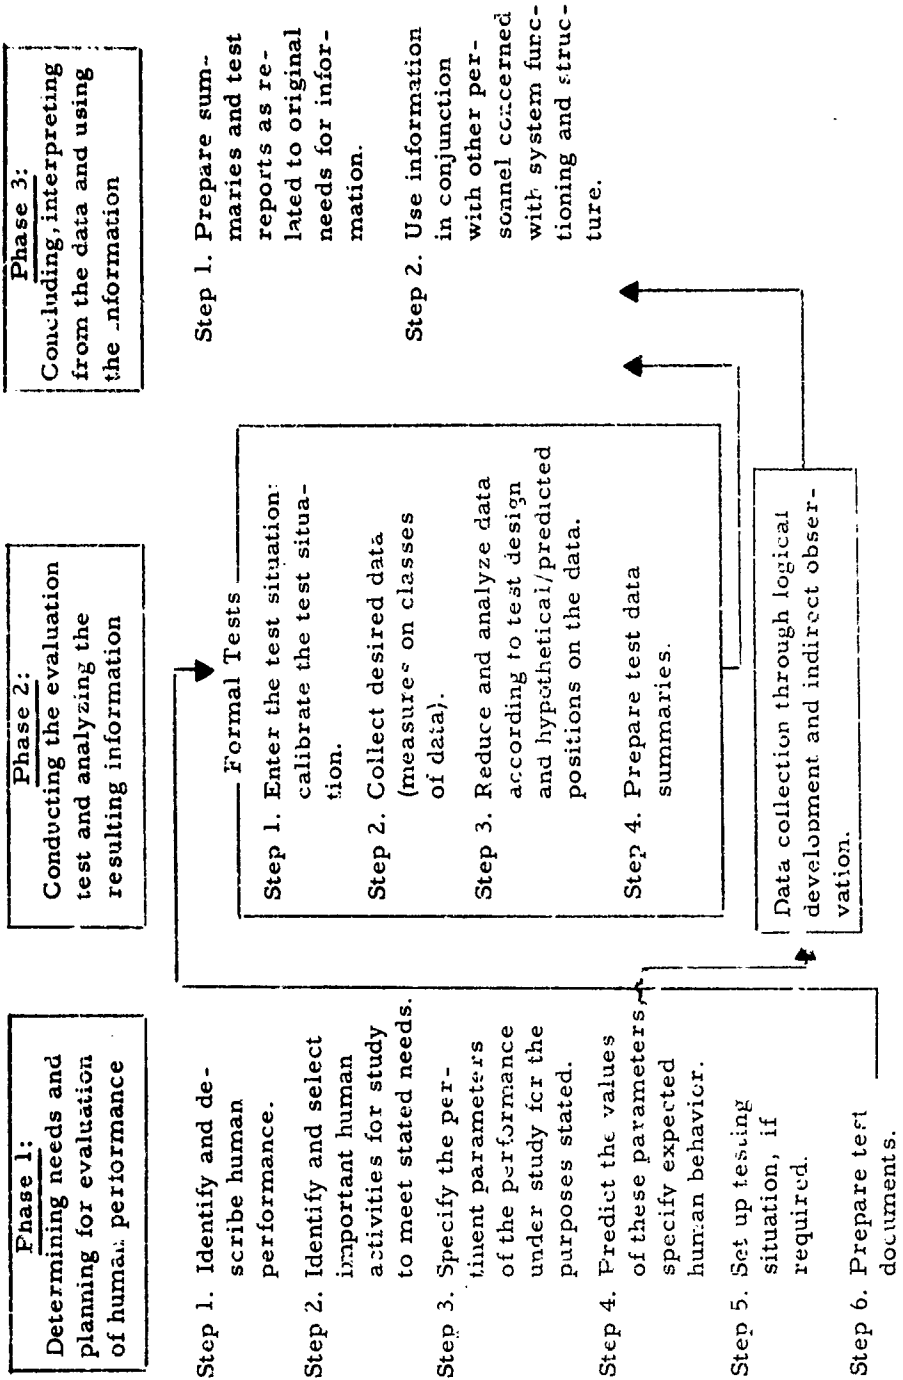 Phase 1:
Determining needs and
planning for evaluation
of human performance
Step 1. Identify and de-
scribe human
performance.
Step 2. Identify and select
important human
activities for study
to meet stated needs.
Step 3. Specify the per-
tinent parameters
of the performance
under study for the
purposes stated.
Step 4. Predict the values
of these parameters,
specify expected
human behavior.
Step 5. Set up testing
situation, if
required.
Step 6. Prepare test
documents.
Phase 2:
Conducting the evaluation
test and analyzing the
resulting information
Formal Tests
Step 1. Enter the test situation:
calibrate the test situa-
tion.
Step 2. Collect desired data
(measures on classes
of data).
Step 3. Reduce and analyze data
according to test design
and hypothetical/predicted
positions on the data.
Step 4. Prepare test data
summaries.
Data collection through logical
development and indirect obser-
vation.
Phase 3:
Concluding, interpreting
from the data and using
the information
Step 1. Prepare sum-
maries and test
reports as re-
lated to original
needs for infor-
mation.
Step 2. Use information
in conjunction
with other per-
sonnel concerned
with system func-
tioning and struc-
ture.